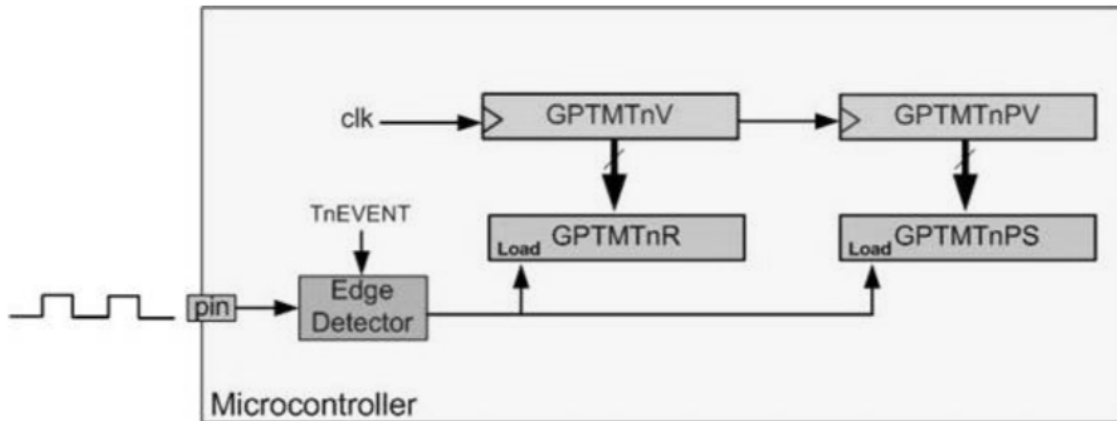 clk
GPTMTnV
GPTMTnPV
TnEVENT
Load
GPTMTnR
Load
GPTMTnPS
pin
Edge
Detector
Microcontroller